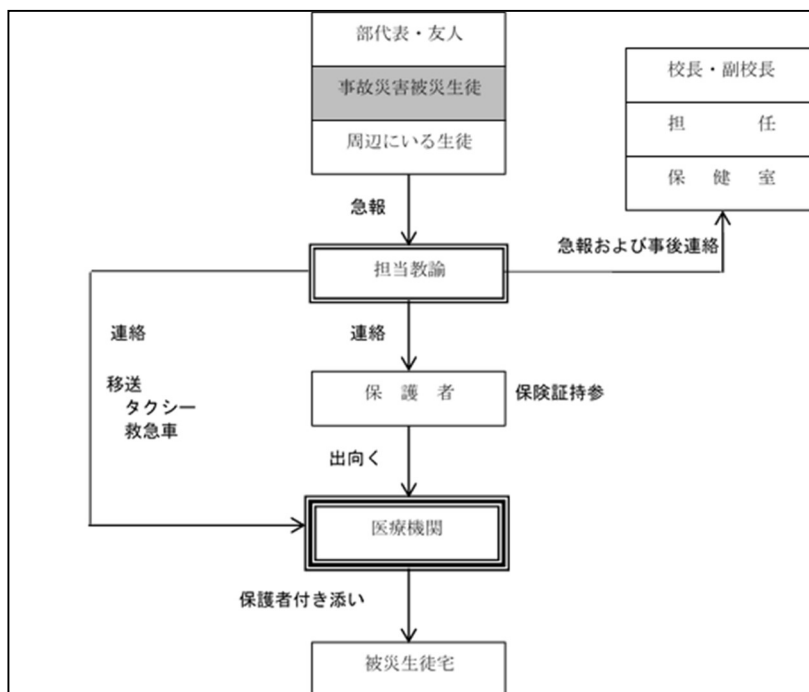 部代表・友人
事故災害被災生徒
周辺にいる生徒
校長・副校長
担任
保健室
急報
急報および事後連絡
担当教諭
連絡
移送
タクシー
救急車
連絡
保護者
保険証持参
出向く
医療機関
保護者付き添い
被災生徒宅